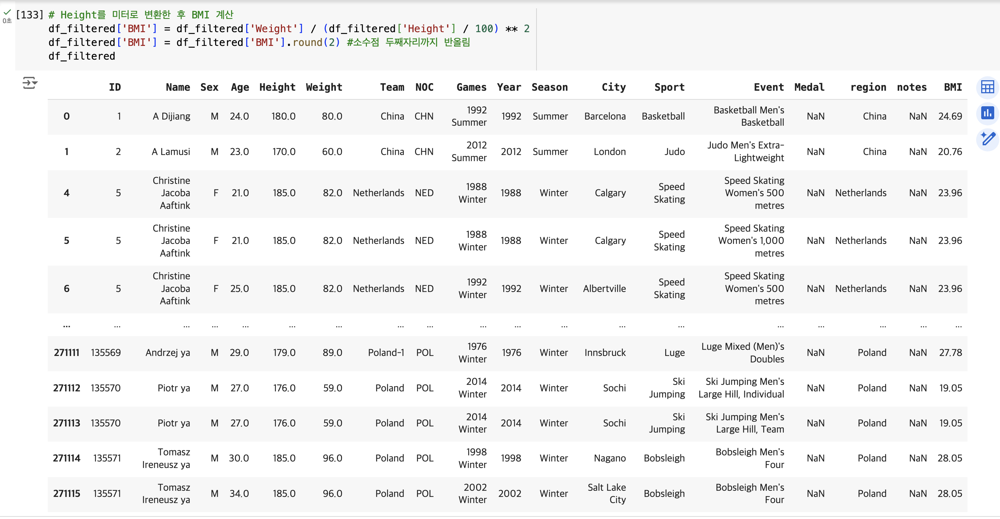 0초
[133] # Height를 미터로 변환한 후 BMI 계산
df_filtered['BMI'] = df_filtered['Weight'] / (df_filtered['Height'] / 100) ** 2
df_filtered['BMI'] = df_filtered['BMI'].round(2) #소수점 두째자리까지 반올림
df_filtered
ID Name Sex Age Height Weight Team NOC Games Year Season City Sport Event Medal region notes BMI
0 1 A Dijiang M 24.0 180.0 80.0 China CHN 1992 Summer 1992 Summer Barcelona Basketball Basketball Men's Basketball NaN China NaN 24.69
1 2 A Lamusi M 23.0 170.0 60.0 China CHN 2012 Summer 2012 Summer London Judo Judo Men's Extra-Lightweight NaN China NaN 20.76
4 5 Christine Jacoba Aaftink F 21.0 185.0 82.0 Netherlands NED 1988 Winter 1988 Winter Calgary Speed Skating Speed Skating Women's 500 metres NaN Netherlands NaN 23.96
5 5 Christine Jacoba Aaftink F 21.0 185.0 82.0 Netherlands NED 1988 Winter 1988 Winter Calgary Speed Skating Speed Skating Women's 1,000 metres NaN Netherlands NaN 23.96
6 5 Christine Jacoba Aaftink F 25.0 185.0 82.0 Netherlands NED 1992 Winter 1992 Winter Albertville Speed Skating Speed Skating Women's 500 metres NaN Netherlands NaN 23.96
... ... ... ... ... ... ... ... ... ... ... ... ... ... ... ... ... ... ...
271111 135569 Andrzej ya M 29.0 179.0 89.0 Poland-1 POL 1976 Winter 1976 Winter Innsbruck Luge Luge Mixed (Men)'s Doubles NaN Poland NaN 27.78
271112 135570 Piotr ya M 27.0 176.0 59.0 Poland POL 2014 Winter 2014 Winter Sochi Ski Jumping Ski Jumping Men's Large Hill, Individual NaN Poland NaN 19.05
271113 135570 Piotr ya M 27.0 176.0 59.0 Poland POL 2014 Winter 2014 Winter Sochi Ski Jumping Ski Jumping Men's Large Hill, Team NaN Poland NaN 19.05
271114 135571 Tomasz Ireneusz ya M 30.0 185.0 96.0 Poland POL 1998 Winter 1998 Winter Nagano Bobsleigh Bobsleigh Men's Four NaN Poland NaN 28.05
271115 135571 Tomasz Ireneusz ya M 34.0 185.0 96.0 Poland POL 2002 Winter 2002 Winter Salt Lake City Bobsleigh Bobsleigh Men's Four NaN Poland NaN 28.05